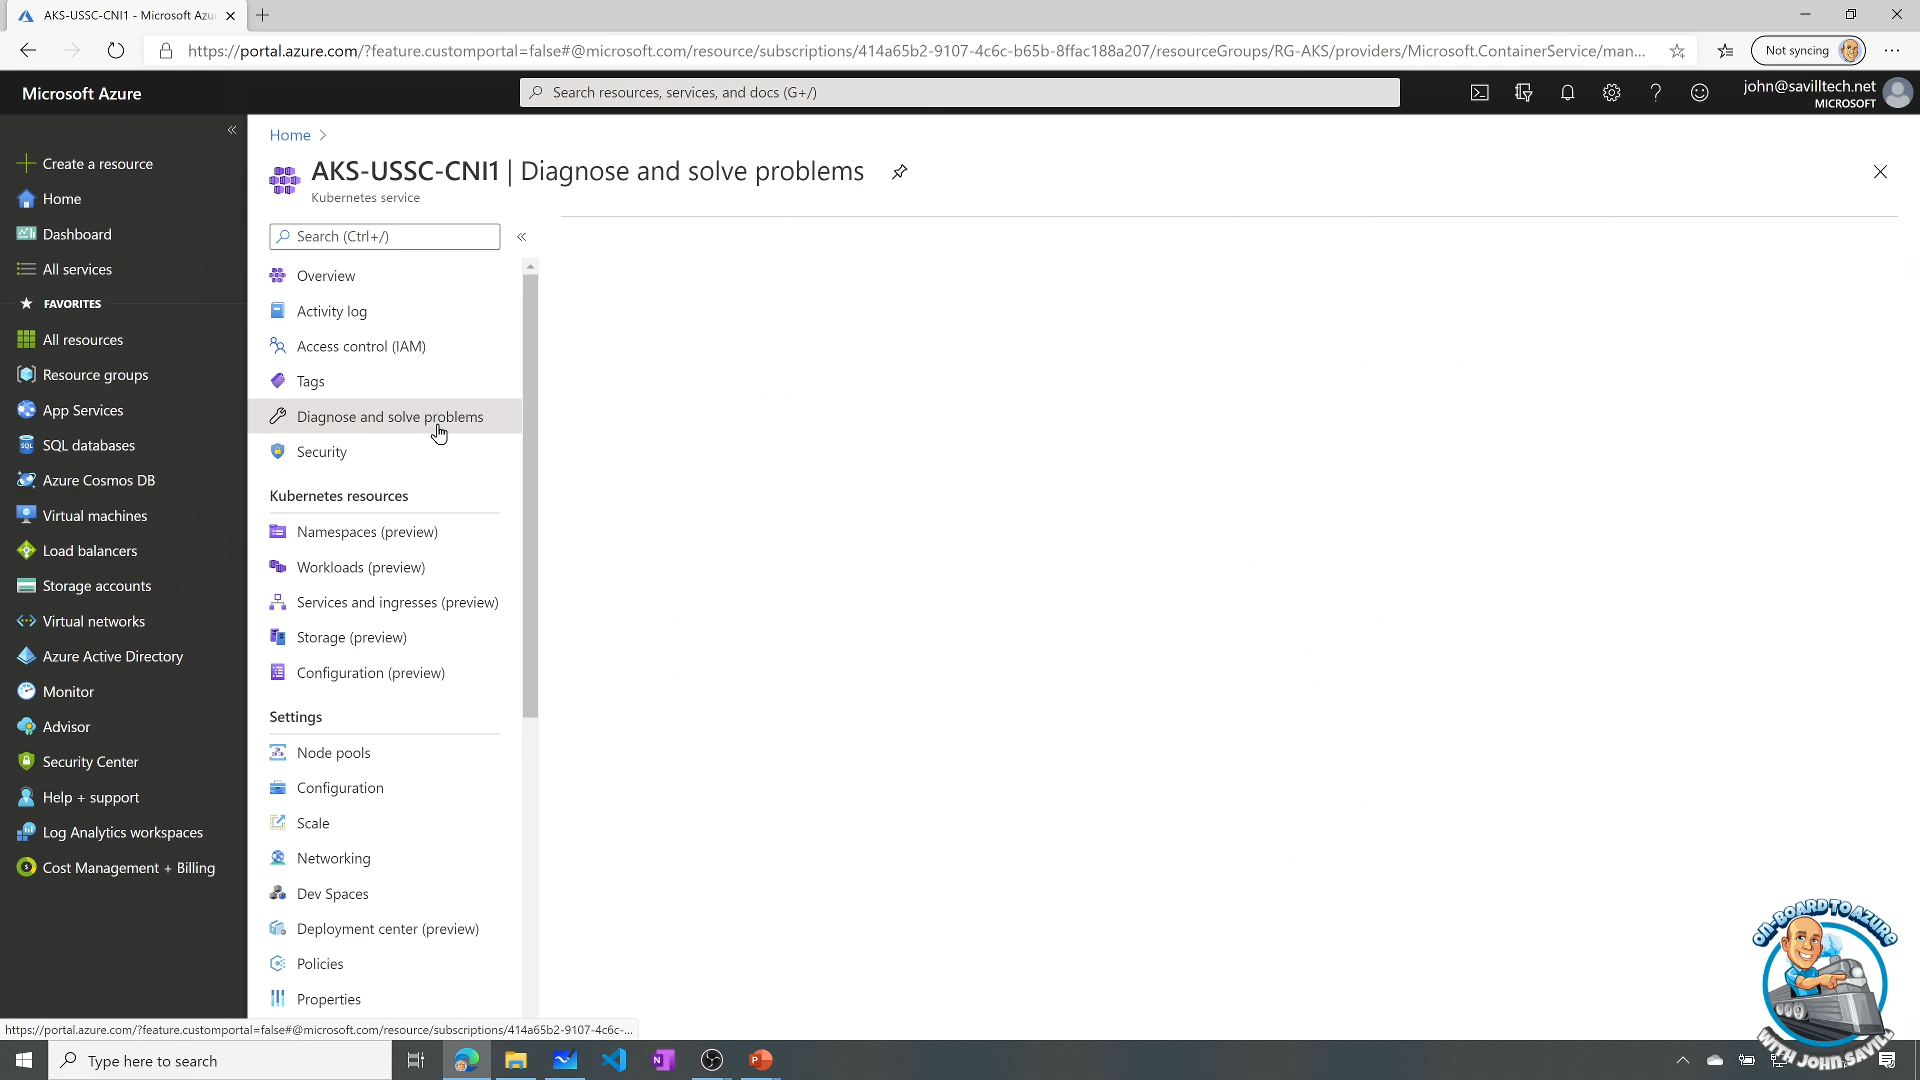 AKS-USSC-CNI1 - Microsoft Azu
https://portal.azure.com/?feature.customportal=false#@microsoft.com/resource/subscriptions/414a65b2-9107-4c6c-b65b-8ffac188a207/resourceGroups/RG-AKS/providers/Microsoft.ContainerService/man...
Not syncing
Microsoft Azure
Search resources, services, and docs (G+/)
john@savilltech.net
MICROSOFT
Create a resource
Home
Dashboard
All services
FAVORITES
All resources
Resource groups
App Services
SQL databases
Azure Cosmos DB
Virtual machines
Load balancers
Storage accounts
Virtual networks
Azure Active Directory
Monitor
Advisor
Security Center
Help + support
Log Analytics workspaces
Cost Management + Billing
Home >
AKS-USSC-CNI1 | Diagnose and solve problems
Kubernetes service
Search (Ctrl+/)
Overview
Activity log
Access control (IAM)
Tags
Diagnose and solve problems
Security
Kubernetes resources
Namespaces (preview)
Workloads (preview)
Services and ingresses (preview)
Storage (preview)
Configuration (preview)
Settings
Node pools
Configuration
Scale
Networking
Dev Spaces
Deployment center (preview)
Policies
Properties
ON-BOARD TO AZURE
WITH JOHN SAVILL
https://portal.azure.com/?feature.customportal=false#@microsoft.com/resource/subscriptions/414a65b2-9107-4c6c-...
Type here to search